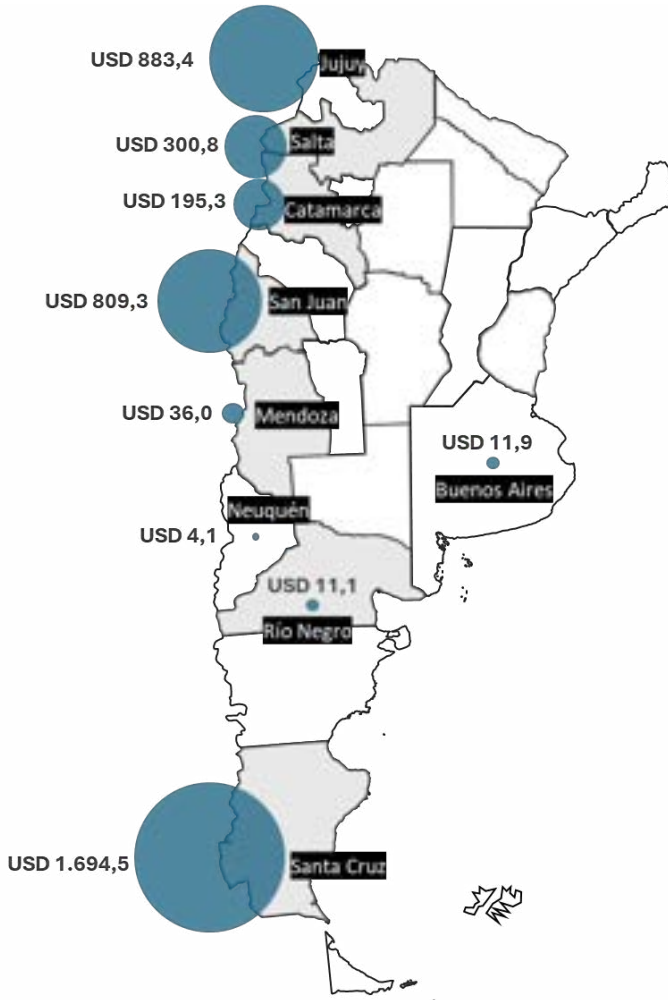 USD 883,4
Jujuy
USD 300,8
Salta
USD 195,3
Catamarca
USD 809,3
San Juan
USD 36,0
Mendoza
USD 11,9
Buenos Aires
Neuquén
USD 4,1
USD 11,1
Río Negro
USD 1.694,5
Santa Cruz